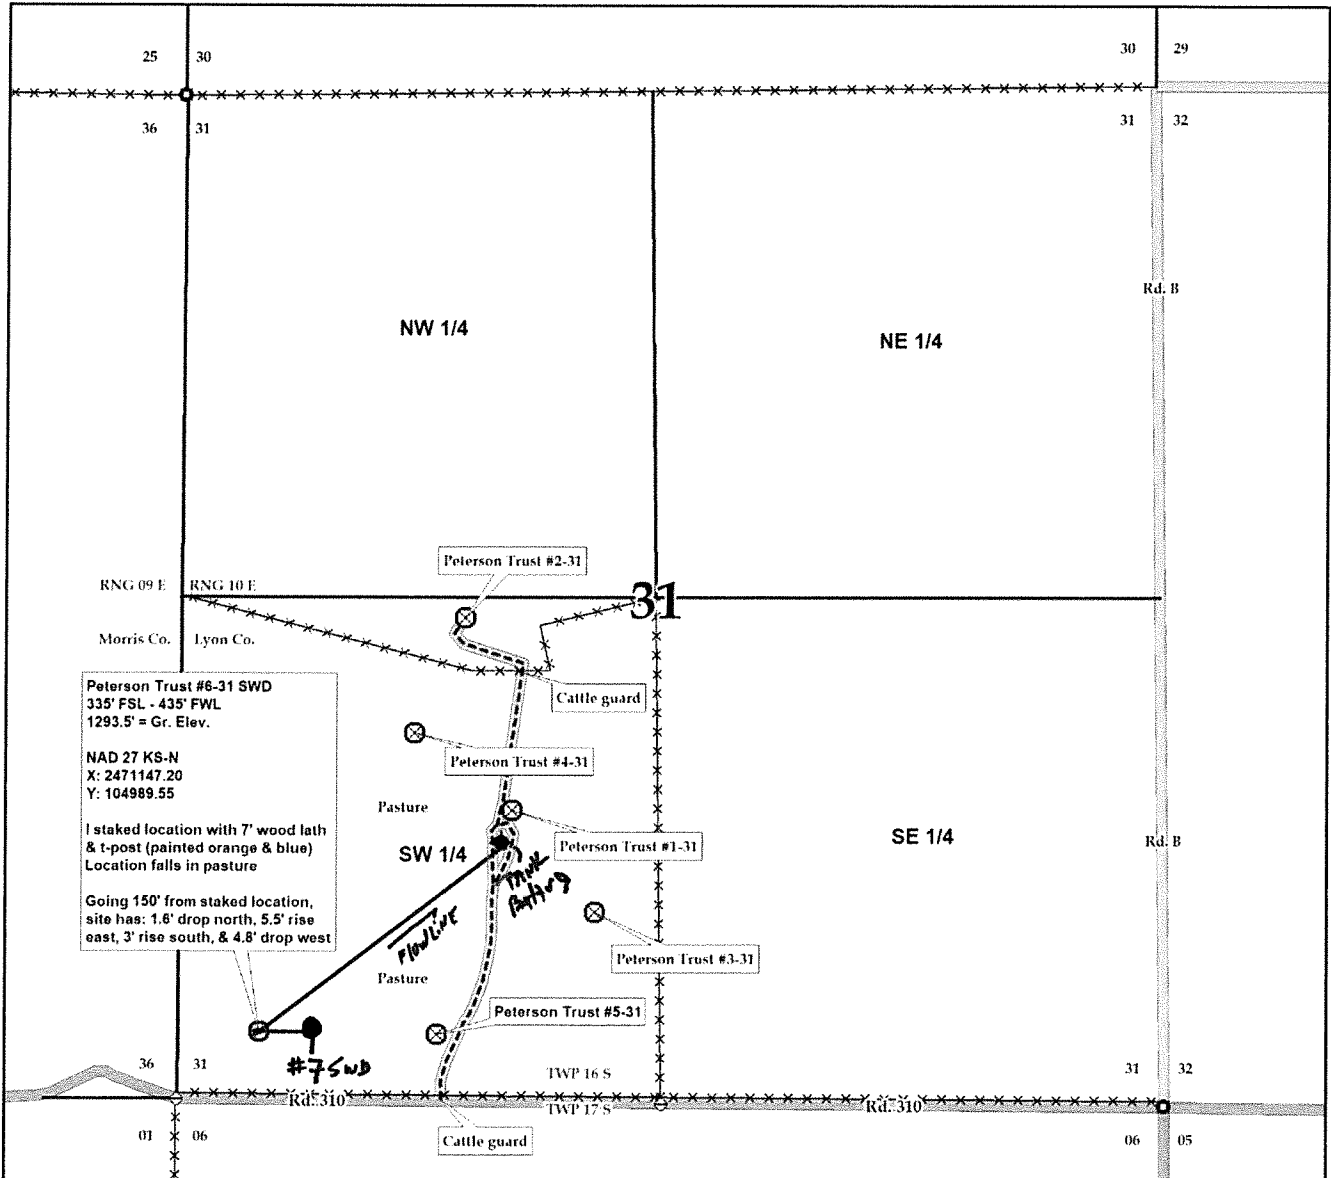 25 30
30 29
36 31
31 32
Rd. B
NW 1/4
NE 1/4
Peterson Trust #2-31
RNG 09 E RNG 10 E
31
Morris Co. Lyon Co.
Peterson Trust #6-31 SWD
335' FSL - 435' FWL
1293.5' = Gr. Elev.
NAD 27 KS-N
X: 2471147.20
Y: 104989.55
I staked location with 7' wood lath
& t-post (painted orange & blue)
Location falls in pasture
Going 150' from staked location,
site has: 1.6' drop north, 5.5' rise
east, 3' rise south, & 4.8' drop west
Cattle guard
Peterson Trust #4-31
Pasture
SW 1/4
Peterson Trust #1-31
SE 1/4
Rd. B
TANK
Battery
FlowLINE
Peterson Trust #3-31
Pasture
Peterson Trust #5-31
#7 SWD
36 31
TWP 16 S
31 32
Rd. 310
TWP 17 S
Rd. 310
01 06
Cattle guard
06 05